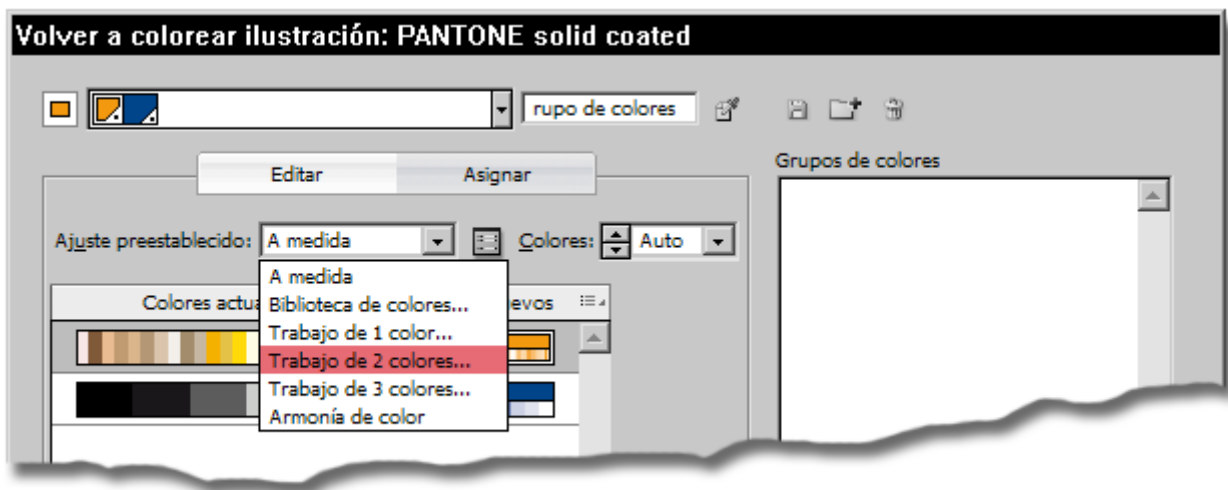 Volver a colorear ilustración: PANTONE solid coated
rupo de colores
Editar
Asignar
Grupos de colores
Ajuste preestablecido: A medida
Colores: Auto
A medida
Colores actua
evos
Biblioteca de colores...
Trabajo de 1 color...
Trabajo de 2 colores...
Trabajo de 3 colores...
Armonía de color